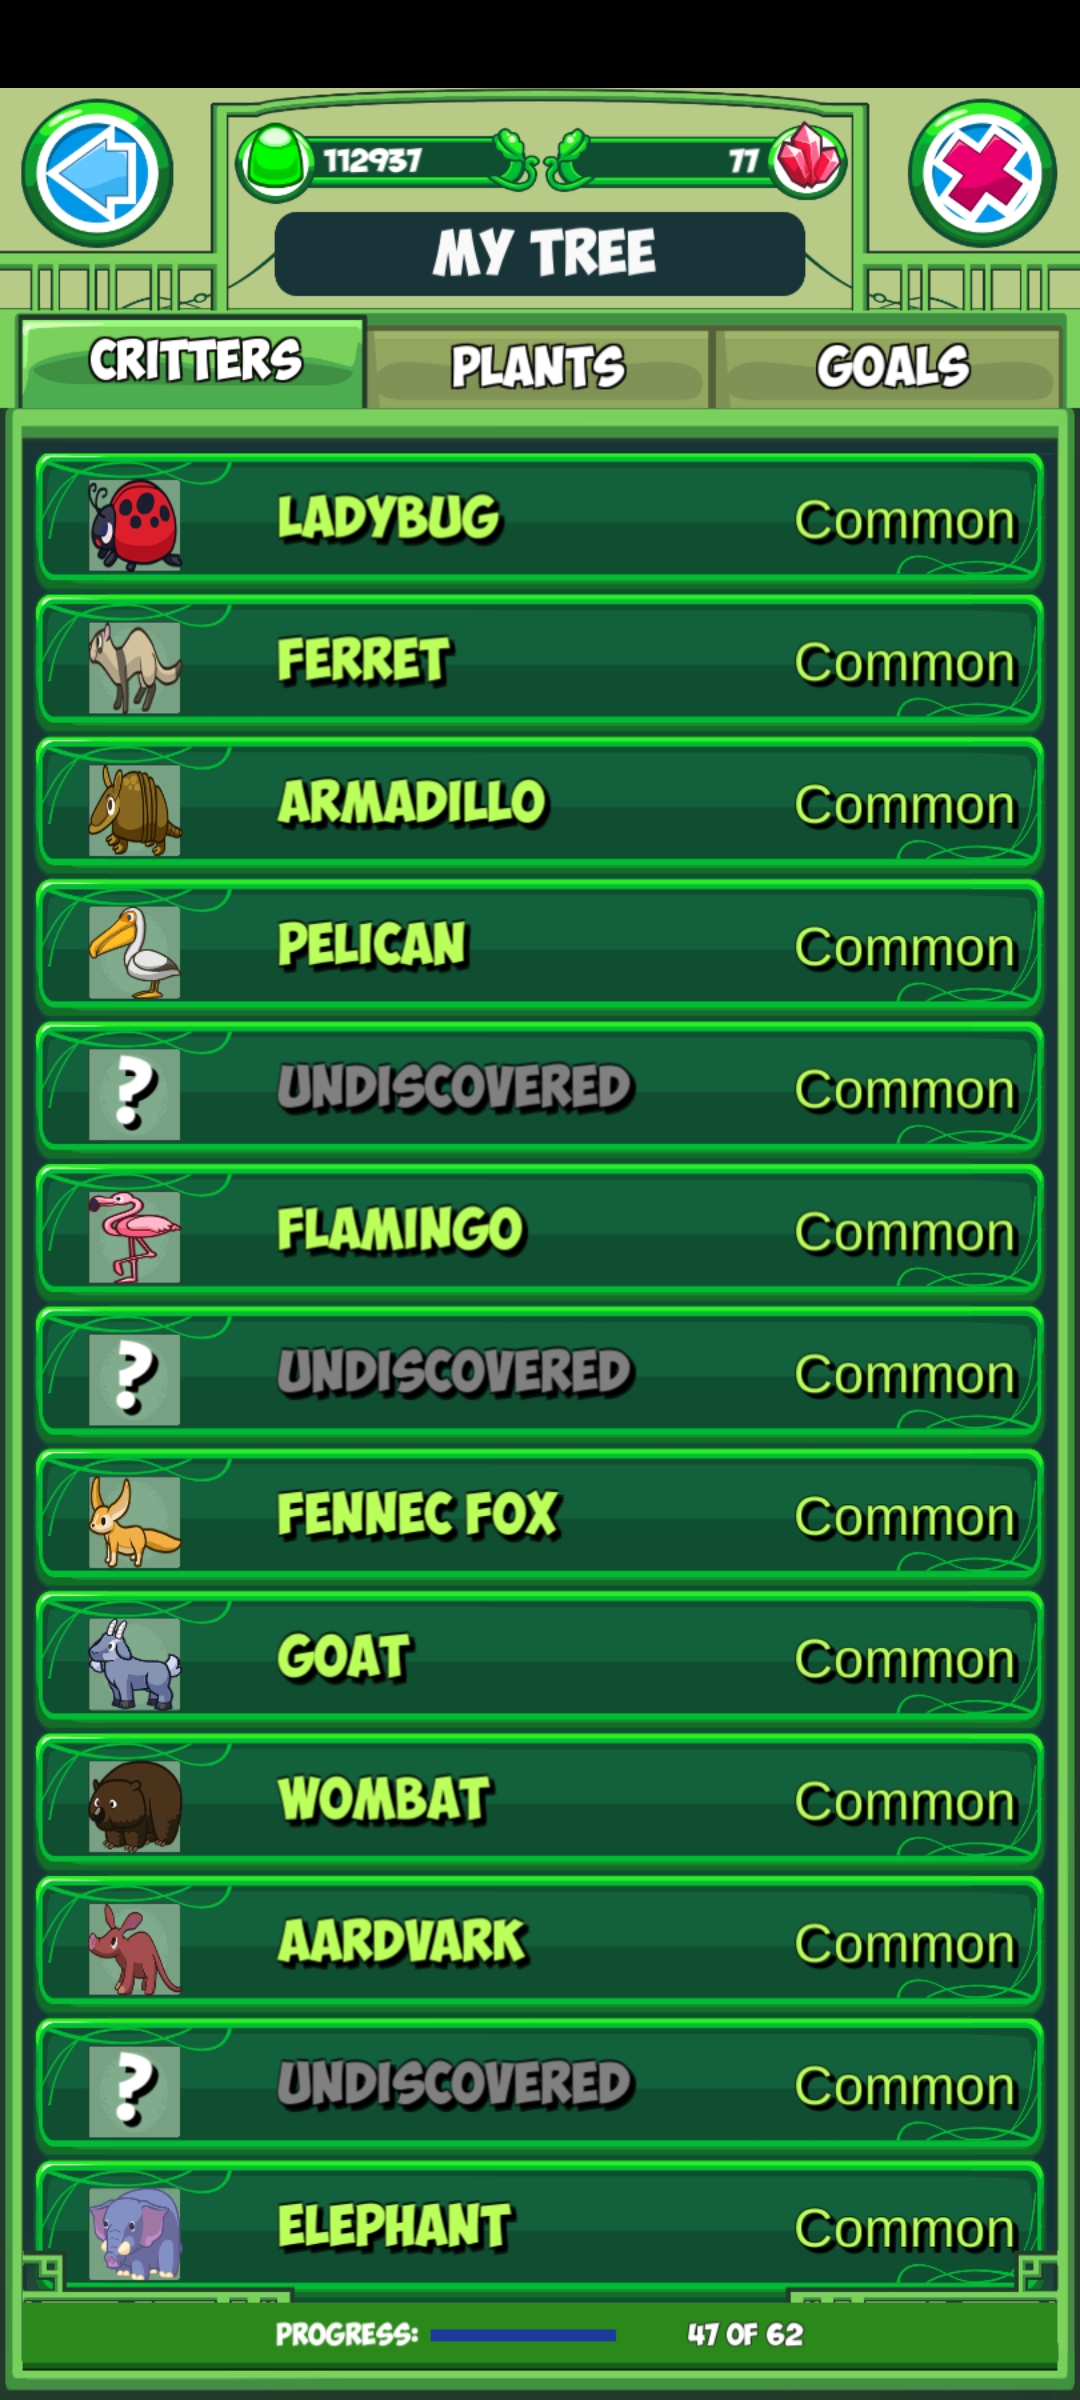 112937
77
MY TREE
CRITTERS
PLANTS
GOALS
LADYBUG Common
FERRET Common
ARMADILLO Common
PELICAN Common
? UNDISCOVERED Common
FLAMINGO Common
? UNDISCOVERED Common
FENNEC FOX Common
GOAT Common
WOMBAT Common
AARDVARK Common
? UNDISCOVERED Common
ELEPHANT Common
PROGRESS: 47 OF 62